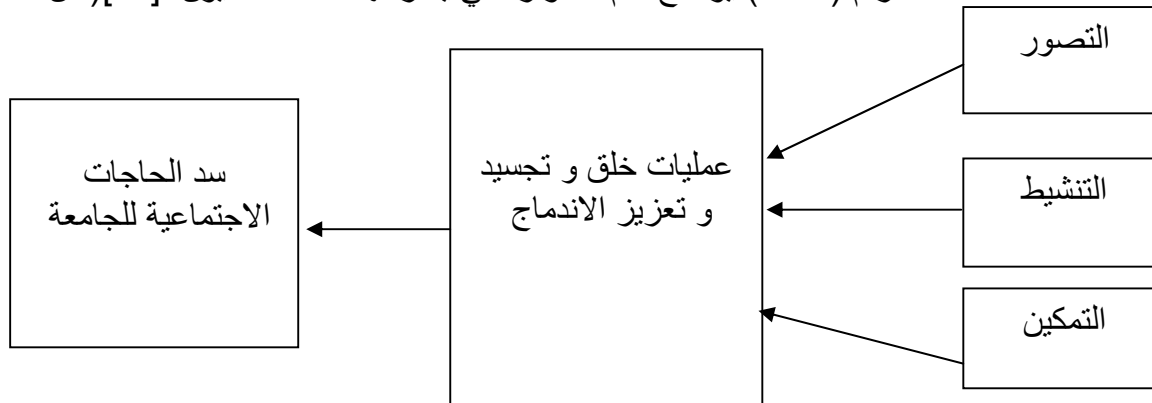 التصور
التنشيط
التمكين
عمليات خلق و تجسيد
و تعزيز الاندماج
سد الحاجات
الاجتماعية للجامعة